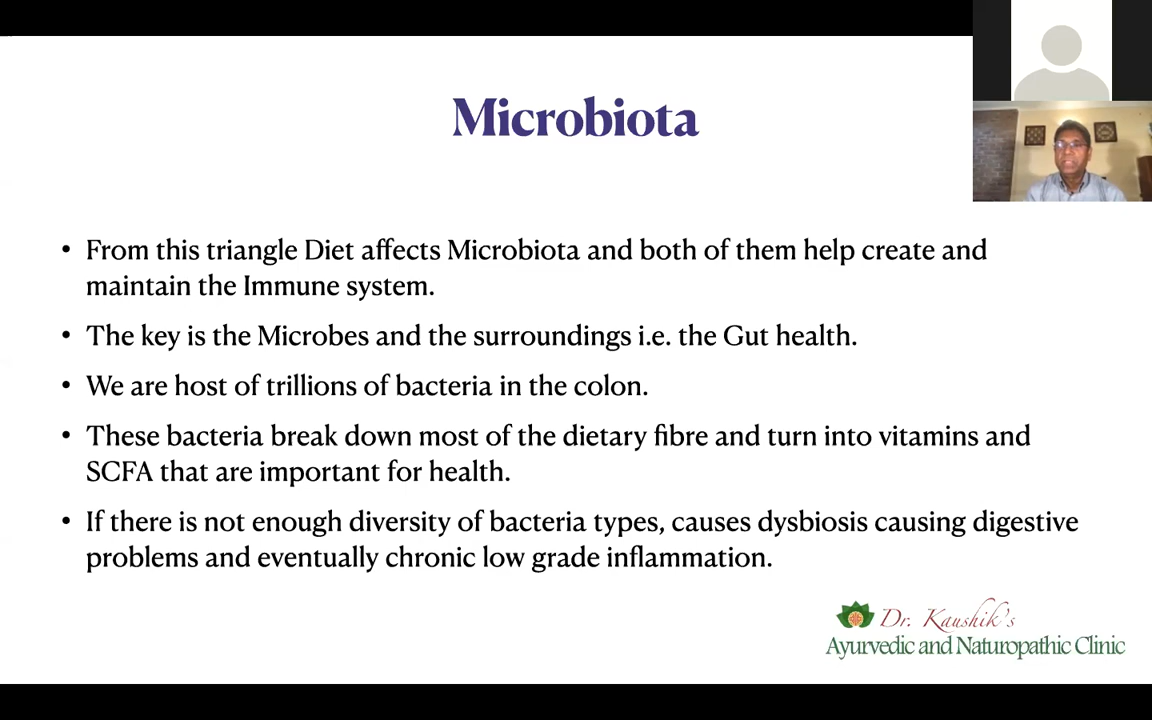 Microbiota
• From this triangle Diet affects Microbiota and both of them help create and
maintain the Immune system.
• The key is the Microbes and the surroundings i.e. the Gut health.
• We are host of trillions of bacteria in the colon.
• These bacteria break down most of the dietary fibre and turn into vitamins and
SCFA that are important for health.
• If there is not enough diversity of bacteria types, causes dysbiosis causing digestive
problems and eventually chronic low grade inflammation.
Dr. Kaushik's
Ayurvedic and Naturopathic Clinic